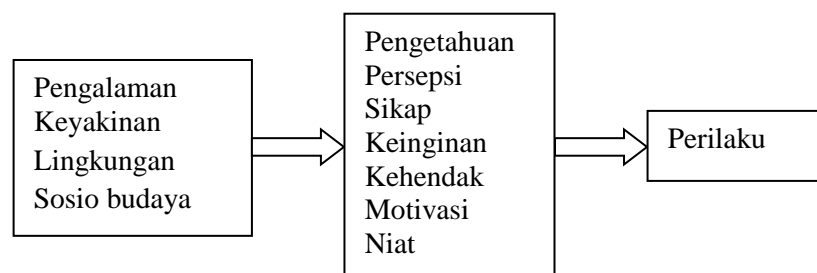 Pengalaman
Keyakinan
Lingkungan
Sosio budaya
Pengetahuan
Persepsi
Sikap
Keinginan
Kehendak
Motivasi
Niat
Perilaku